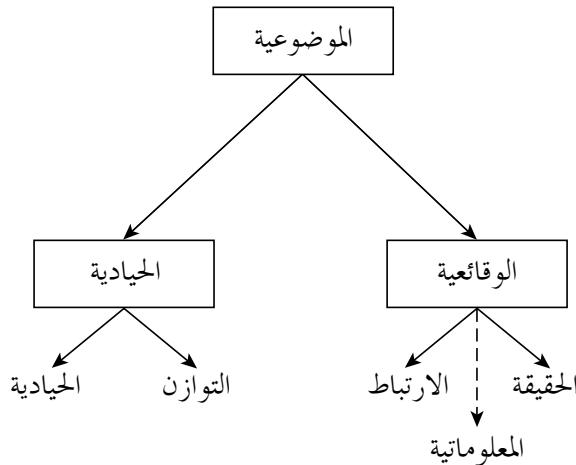 الموضوعية
الوقائعية
الحيادية
الحقيقة
الارتباط
التوازن
الحيادية
المعلوماتية